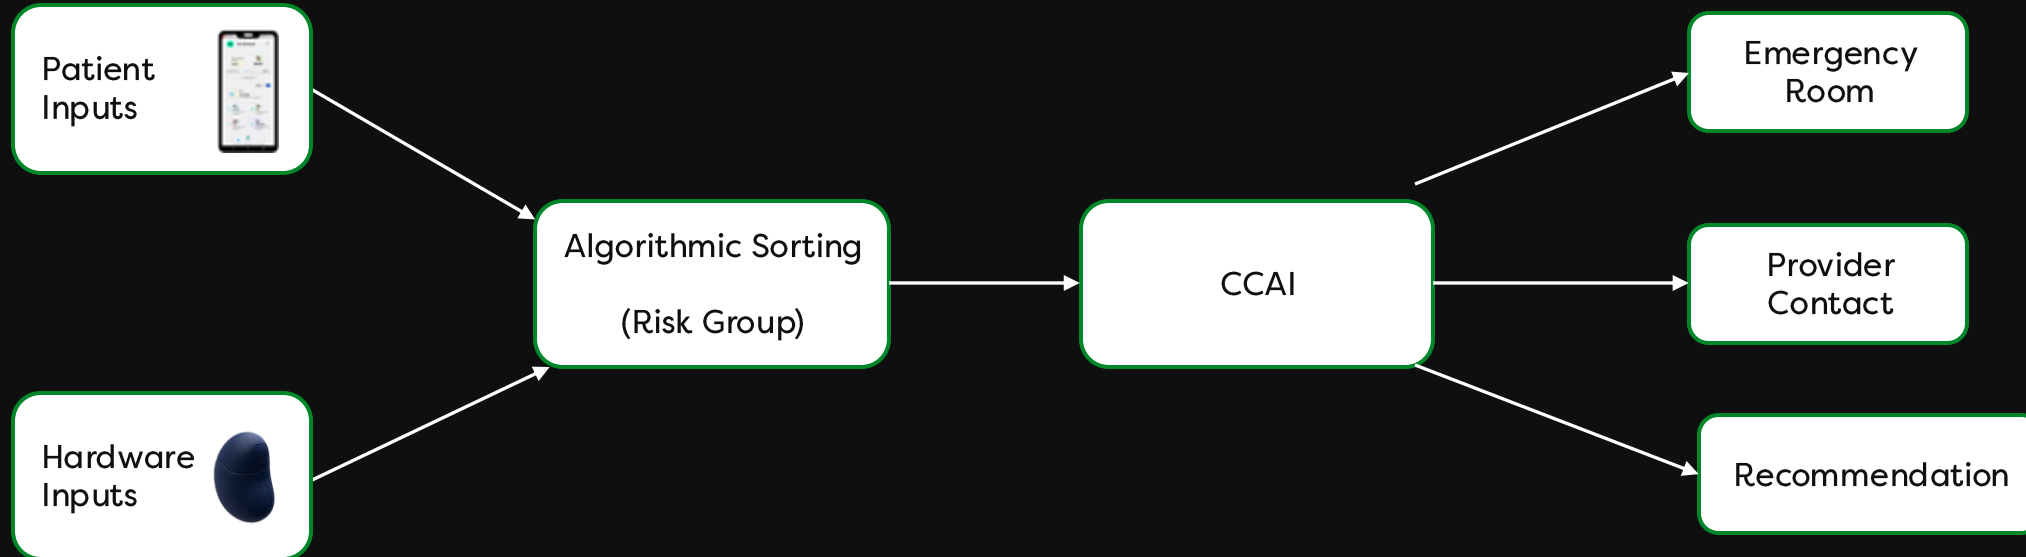 Patient
Inputs
Hardware
Inputs
Algorithmic Sorting
(Risk Group)
CCAI
Emergency
Room
Provider
Contact
Recommendation